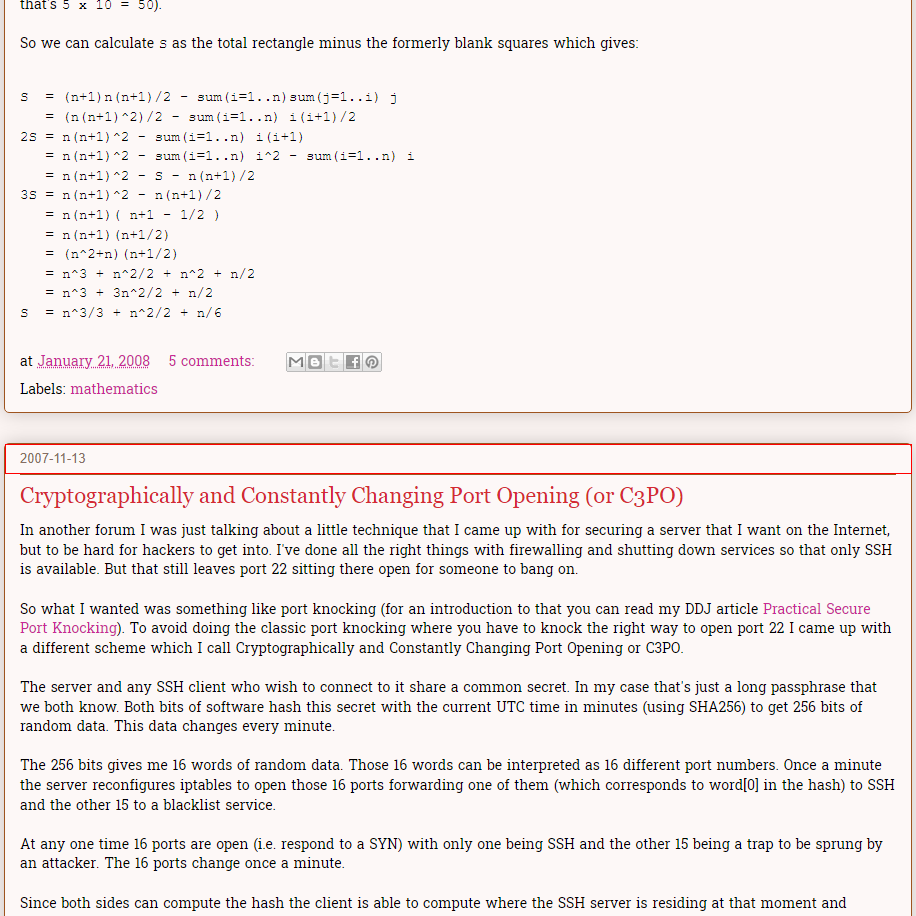 that's 5 x 10 = 50).
So we can calculate s as the total rectangle minus the formerly blank squares which gives:
S  = (n+1)n(n+1)/2 - sum(i=1..n)sum(j=1..i) j
   = (n(n+1)^2)/2 - sum(i=1..n) i(i+1)/2
2S = n(n+1)^2 - sum(i=1..n) i(i+1)
   = n(n+1)^2 - sum(i=1..n) i^2 - sum(i=1..n) i
   = n(n+1)^2 - S - n(n+1)/2
3S = n(n+1)^2 - n(n+1)/2
   = n(n+1)( n+1 - 1/2 )
   = n(n+1)(n+1/2)
   = (n^2+n)(n+1/2)
   = n^3 + n^2/2 + n^2 + n/2
   = n^3 + 3n^2/2 + n/2
S  = n^3/3 + n^2/2 + n/6
at January 21, 2008 5 comments:
Labels: mathematics
2007-11-13
Cryptographically and Constantly Changing Port Opening (or C3PO)
In another forum I was just talking about a little technique that I came up with for securing a server that I want on the Internet,
but to be hard for hackers to get into. I've done all the right things with firewalling and shutting down services so that only SSH
is available. But that still leaves port 22 sitting there open for someone to bang on.
So what I wanted was something like port knocking (for an introduction to that you can read my DDJ article Practical Secure
Port Knocking). To avoid doing the classic port knocking where you have to knock the right way to open port 22 I came up with
a different scheme which I call Cryptographically and Constantly Changing Port Opening or C3PO.
The server and any SSH client who wish to connect to it share a common secret. In my case that's just a long passphrase that
we both know. Both bits of software hash this secret with the current UTC time in minutes (using SHA256) to get 256 bits of
random data. This data changes every minute.
The 256 bits gives me 16 words of random data. Those 16 words can be interpreted as 16 different port numbers. Once a minute
the server reconfigures iptables to open those 16 ports forwarding one of them (which corresponds to word[0] in the hash) to SSH
and the other 15 to a blacklist service.
At any one time 16 ports are open (i.e. respond to a SYN) with only one being SSH and the other 15 being a trap to be sprung by
an attacker. The 16 ports change once a minute.
Since both sides can compute the hash the client is able to compute where the SSH server is residing at that moment and